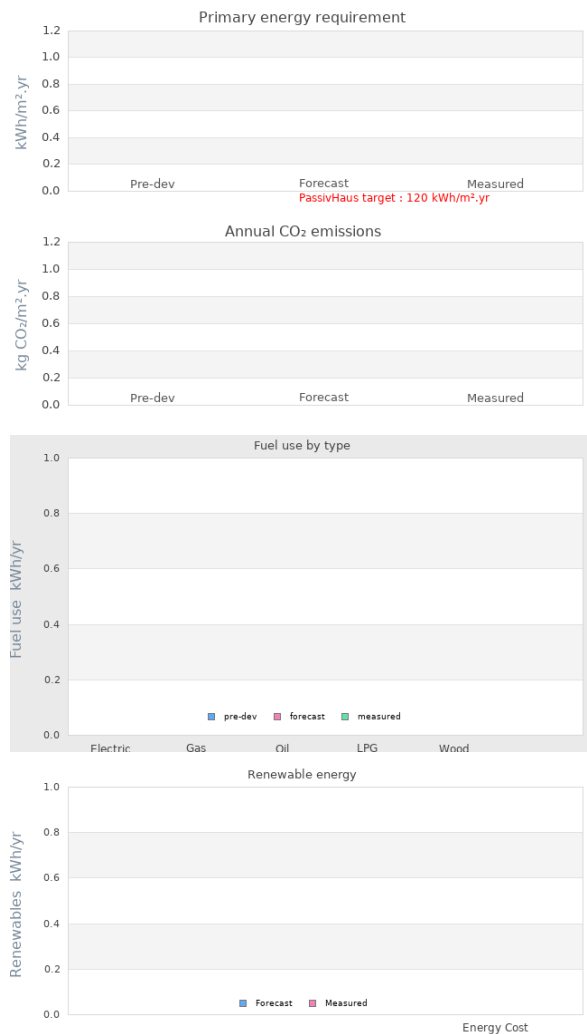 Primary energy requirement
kWh/m².yr
1.2
1.0
0.8
0.6
0.4
0.2
0.0
Pre-dev Forecast Measured
PassivHaus target : 120 kWh/m².yr
Annual CO₂ emissions
kg CO₂/m².yr
1.2
1.0
0.8
0.6
0.4
0.2
0.0
Pre-dev Forecast Measured
Fuel use by type
Fuel use kWh/yr
1.0
0.8
0.6
0.4
0.2
0.0
pre-dev forecast measured
Electric Gas Oil LPG Wood
Renewable energy
Renewables kWh/yr
1.0
0.8
0.6
0.4
0.2
0.0
Forecast Measured
Energy Cost